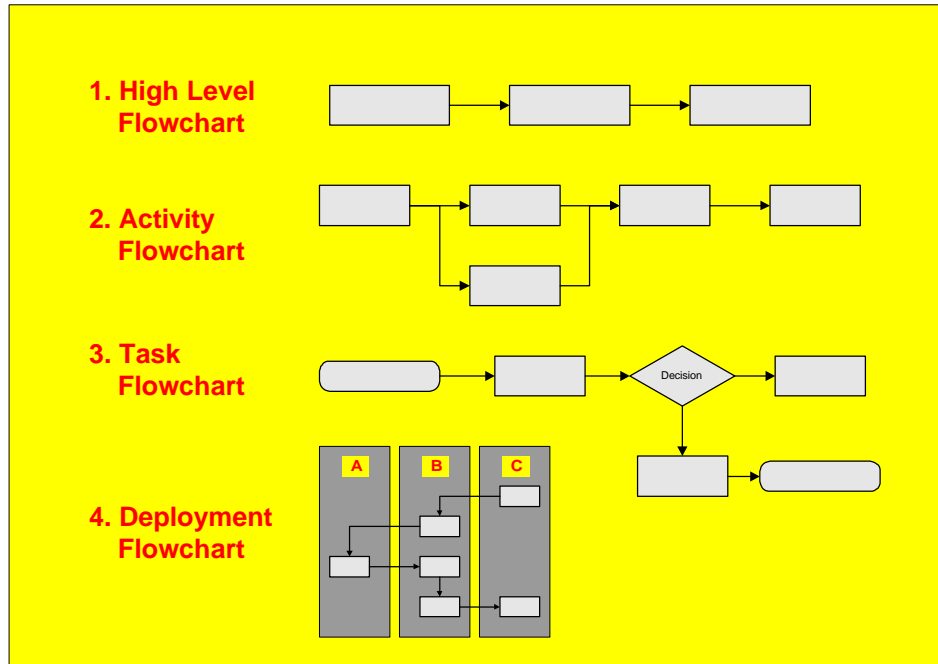 1. High Level
Flowchart
2. Activity
Flowchart
3. Task
Flowchart
Decision
A B C
4. Deployment
Flowchart